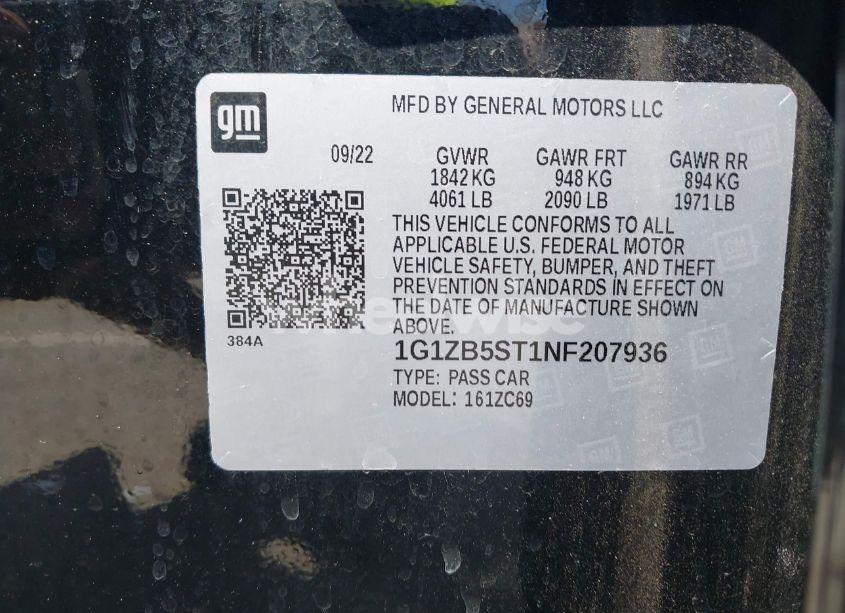 gm
MFD BY GENERAL MOTORS LLC
09/22
GVWR GAWR FRT GAWR RR
1842 KG 948 KG 894 KG
4061 LB 2090 LB 1971 LB
THIS VEHICLE CONFORMS TO ALL
APPLICABLE U.S. FEDERAL MOTOR
VEHICLE SAFETY, BUMPER, AND THEFT
PREVENTION STANDARDS IN EFFECT ON
THE DATE OF MANUFACTURE SHOWN
ABOVE.
384A
1G1ZB5ST1NF207936
TYPE: PASS CAR
MODEL: 161ZC69